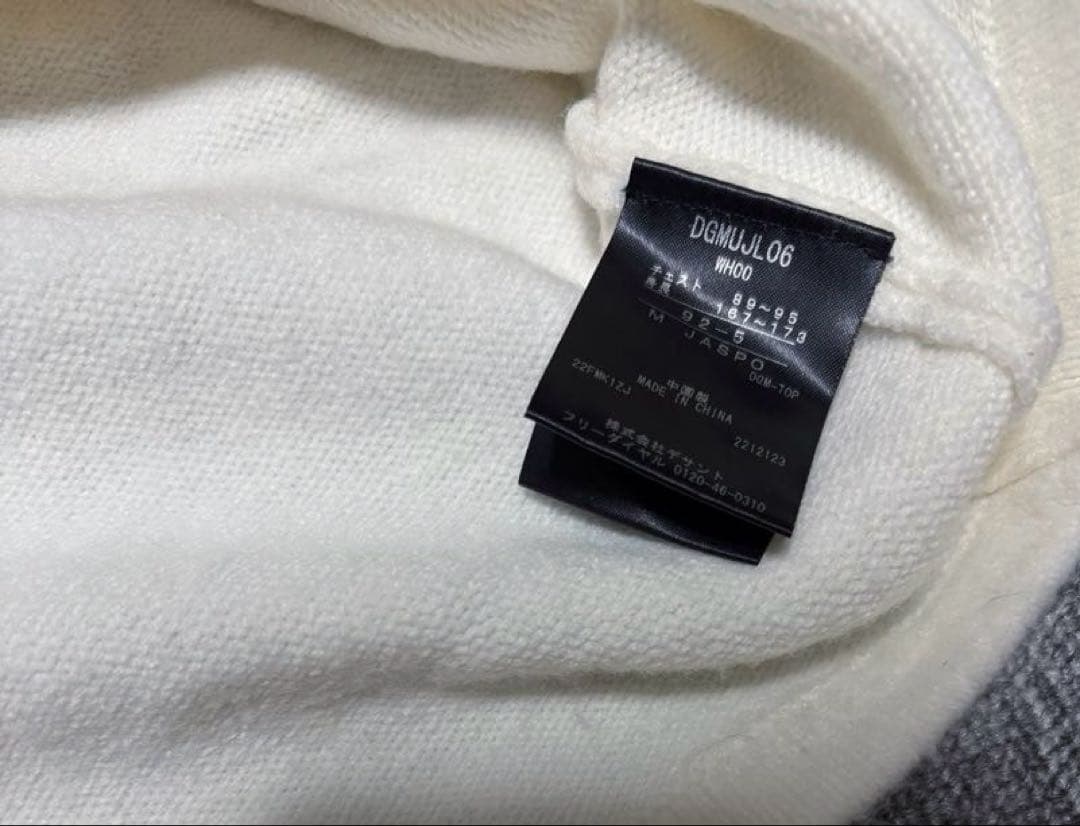 DGMUJL06
WH00
チェスト 89~95
身長 167~173
M 92-5
JASPO
DGM-TOP
22FMK1ZJ
中国製
MADE IN CHINA
2212123
株式会社デサント
フリーダイヤル 0120-46-0310